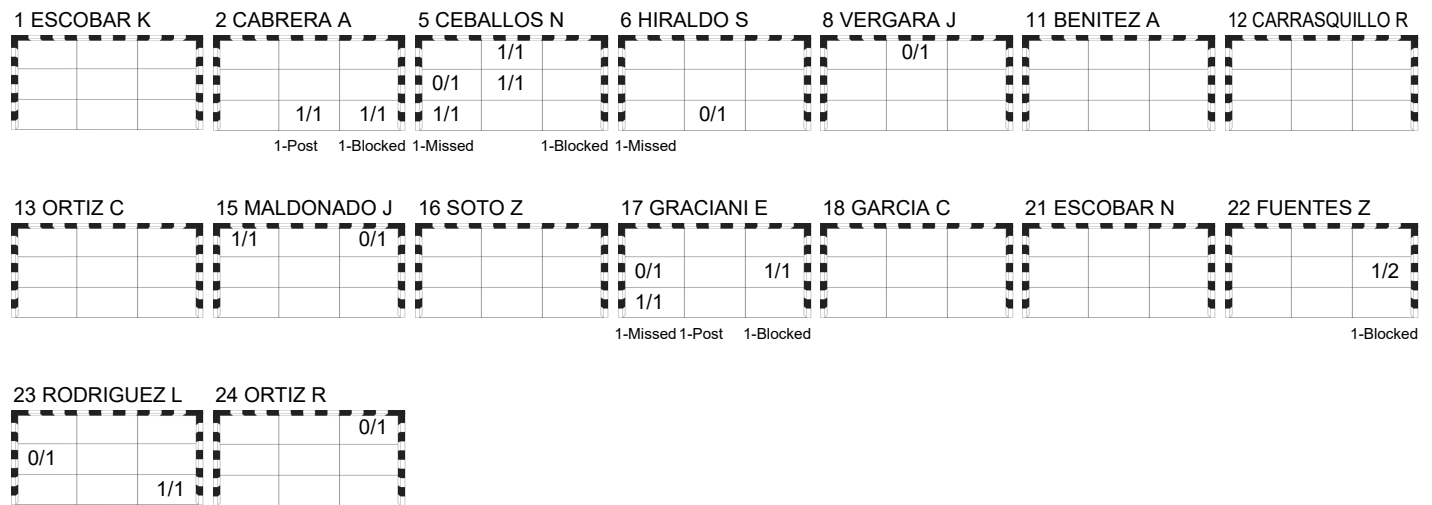 1 ESCOBAR K 2 CABRERA A 5 CEBALLOS N 6 HIRALDO S 8 VERGARA J 11 BENITEZ A 12 CARRASQUILLO R
1/1 0/1
0/1 1/1
1/1 1/1 1/1 0/1
1-Post 1-Blocked 1-Missed 1-Blocked 1-Missed
13 ORTIZ C 15 MALDONADO J 16 SOTO Z 17 GRACIANI E 18 GARCIA C 21 ESCOBAR N 22 FUENTES Z
1/1 0/1
0/1 1/1 1/2
1/1
1-Missed 1-Post 1-Blocked 1-Blocked
23 RODRIGUEZ L 24 ORTIZ R
0/1
0/1
1/1